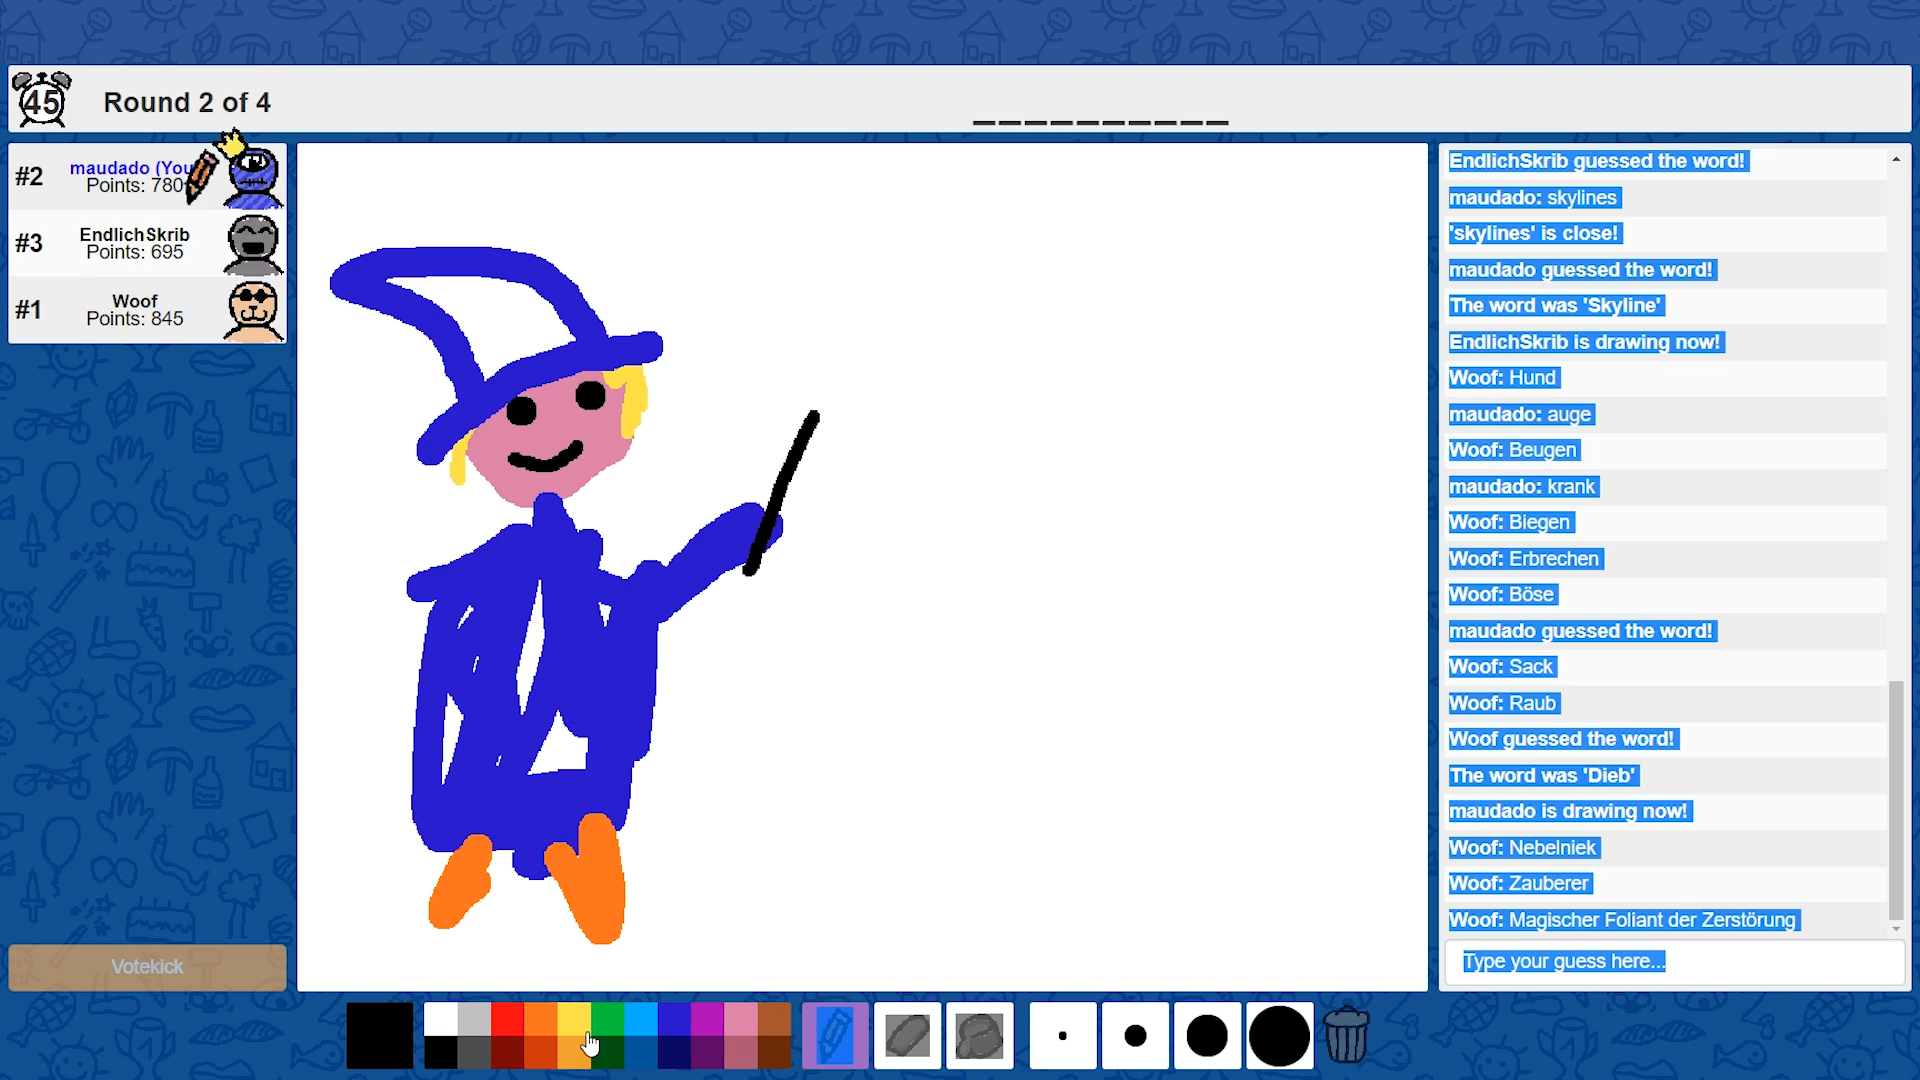 45
Round 2 of 4
__________
#2
maudado (You
Points: 780
#3
EndlichSkrib
Points: 695
#1
Woof
Points: 845
Votekick
EndlichSkrib guessed the word!
maudado: skylines
'skylines' is close!
maudado guessed the word!
The word was 'Skyline'
EndlichSkrib is drawing now!
Woof: Hund
maudado: auge
Woof: Beugen
maudado: krank
Woof: Biegen
Woof: Erbrechen
Woof: Böse
maudado guessed the word!
Woof: Sack
Woof: Raub
Woof guessed the word!
The word was 'Dieb'
maudado is drawing now!
Woof: Nebelniek
Woof: Zauberer
Woof: Magischer Foliant der Zerstörung
Type your guess here...